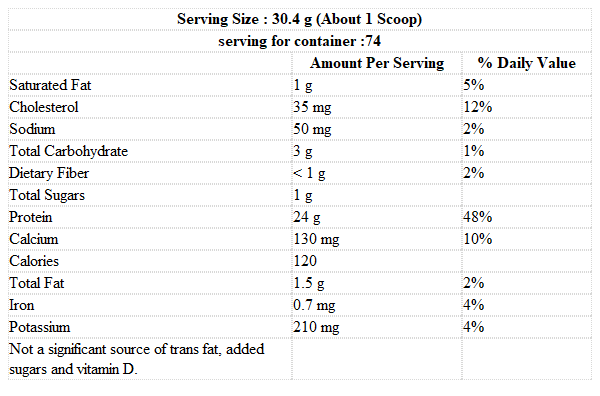 Serving Size : 30.4 g (About 1 Scoop)
serving for container :74
Amount Per Serving % Daily Value
Saturated Fat 1 g 5%
Cholesterol 35 mg 12%
Sodium 50 mg 2%
Total Carbohydrate 3 g 1%
Dietary Fiber < 1 g 2%
Total Sugars 1 g
Protein 24 g 48%
Calcium 130 mg 10%
Calories 120
Total Fat 1.5 g 2%
Iron 0.7 mg 4%
Potassium 210 mg 4%
Not a significant source of trans fat, added
sugars and vitamin D.